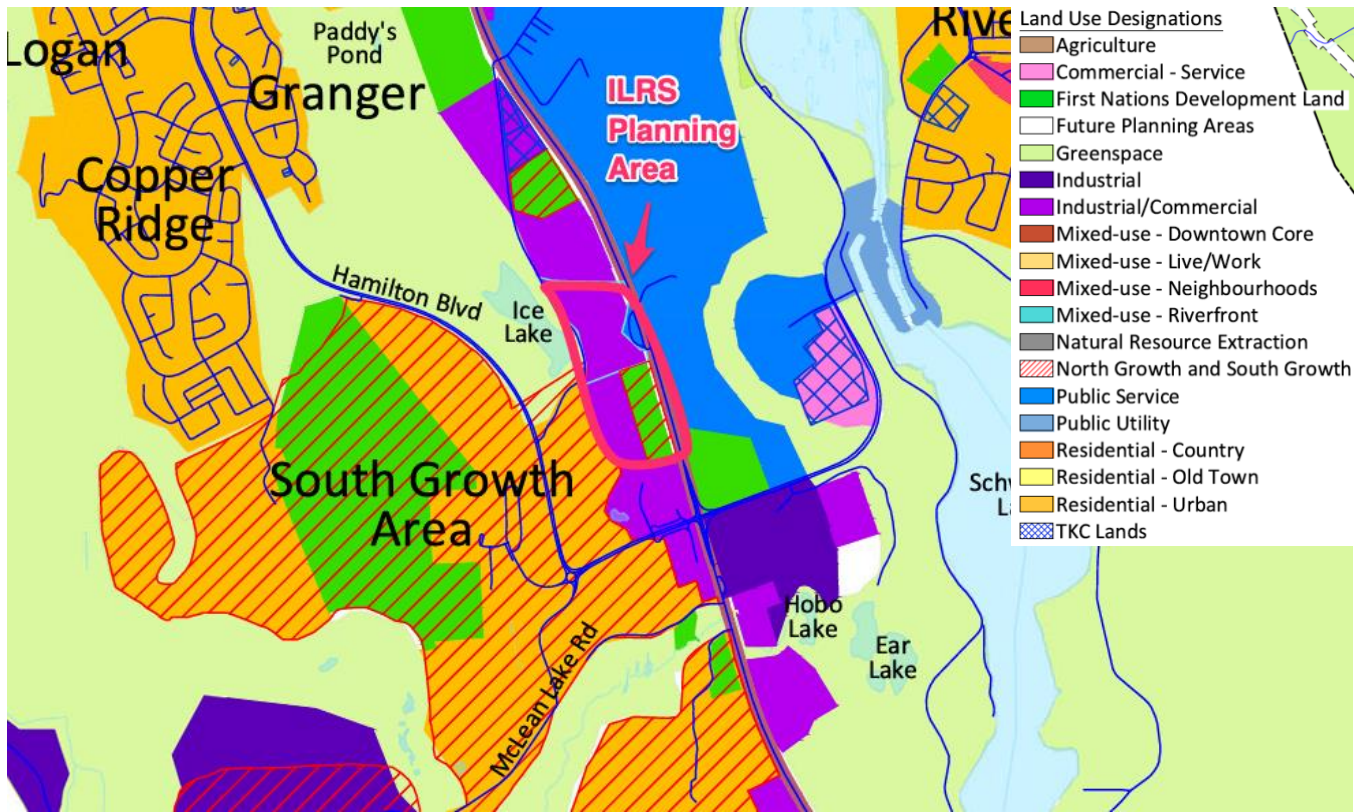 Logan
Paddy's
Pond
Granger
Copper
Ridge
ILRS
Planning
Area
Hamilton Blvd
Ice
Lake
South Growth
Area
McLean Lake Rd
Hobo
Lake
Ear
Lake
Land Use Designations
Agriculture
Commercial - Service
First Nations Development Land
Future Planning Areas
Greenspace
Industrial
Industrial/Commercial
Mixed-use - Downtown Core
Mixed-use - Live/Work
Mixed-use - Neighbourhoods
Mixed-use - Riverfront
Natural Resource Extraction
North Growth and South Growth
Public Service
Public Utility
Residential - Country
Residential - Old Town
Residential - Urban
TKC Lands